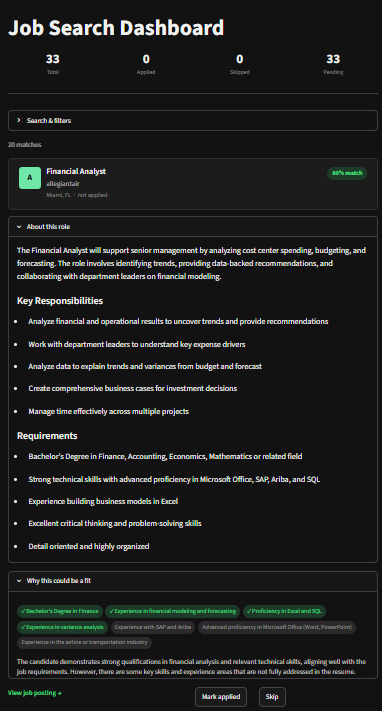 Job Search Dashboard
33
0
0
33
Total
Applied
Skipped
Pending
Search & filters
20 matches
A
Financial Analyst
80% match
allegiantair
Miami, FL · not applied
About this role
The Financial Analyst will support senior management by analyzing cost center spending, budgeting, and
forecasting. The role involves identifying trends, providing data-backed recommendations, and
collaborating with department leaders on financial modeling.
Key Responsibilities
• Analyze financial and operational results to uncover trends and provide recommendations
• Work with department leaders to understand key expense drivers
• Analyze data to explain trends and variances from budget and forecast
• Create comprehensive business cases for investment decisions
• Manage time effectively across multiple projects
Requirements
• Bachelor's Degree in Finance, Accounting, Economics, Mathematics or related field
• Strong technical skills with advanced proficiency in Microsoft Office, SAP, Ariba, and SQL
• Experience building business models in Excel
• Excellent critical thinking and problem-solving skills
• Detail oriented and highly organized
Why this could be a fit
✓ Bachelor's Degree in Finance
✓ Experience in financial modeling and forecasting
✓ Proficiency in Excel and SQL
✓ Experience in variance analysis
Experience with SAP and Ariba
Advanced proficiency in Microsoft Office (Word, PowerPoint)
Experience in the airline or transportation industry
The candidate demonstrates strong qualifications in financial analysis and relevant technical skills, aligning well with the
job requirements. However, there are some key skills and experience areas that are not fully addressed in the resume.
View job posting →
Mark applied
Skip